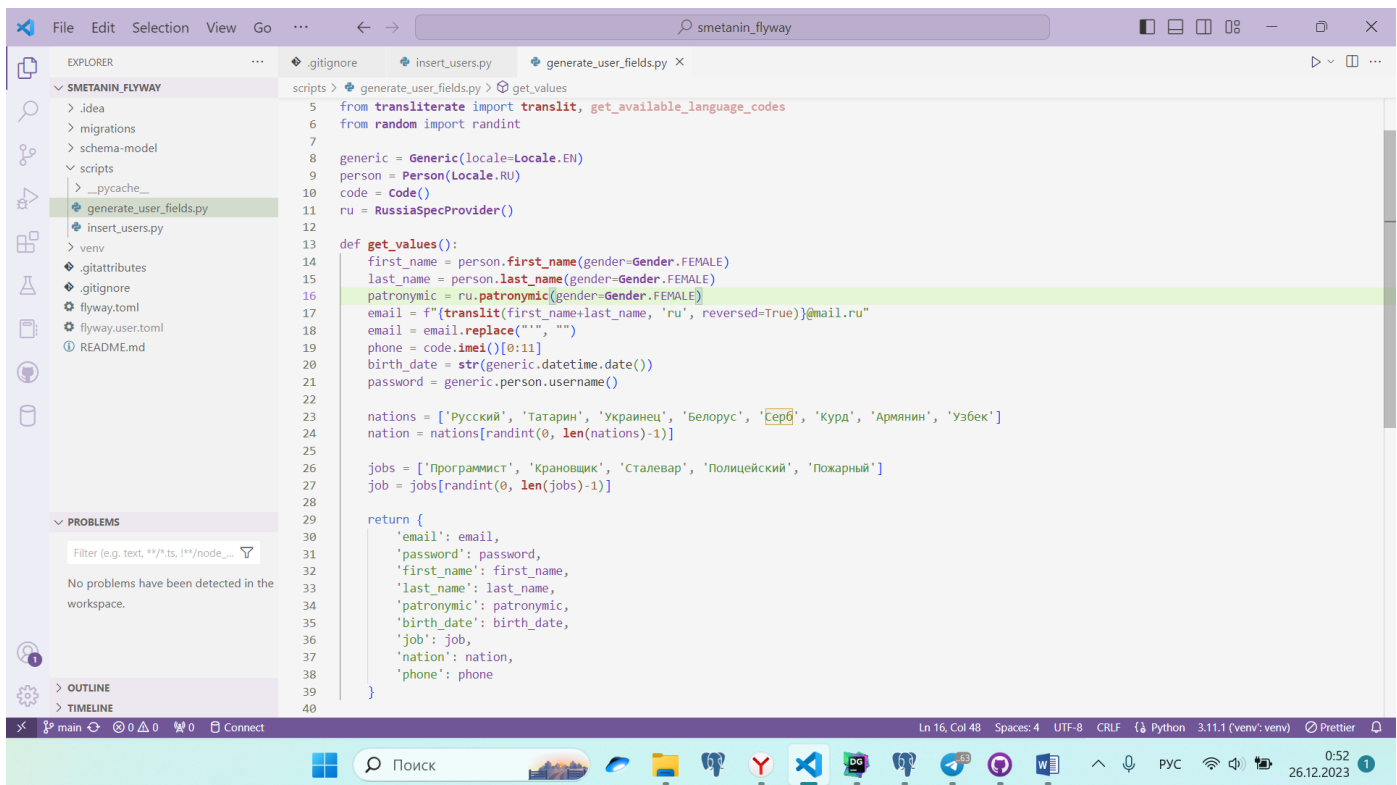 File Edit Selection View Go ··· smetanin_flyway
EXPLORER ···
SMETANIN_FLYWAY
.idea
migrations
schema-model
scripts
__pycache__
generate_user_fields.py
insert_users.py
venv
.gitattributes
.gitignore
flyway.toml
flyway.user.toml
README.md
PROBLEMS
Filter (e.g. text, **/*.ts, !**/node_...
No problems have been detected in the
workspace.
1
OUTLINE
TIMELINE
.gitignore insert_users.py generate_user_fields.py
scripts > generate_user_fields.py > get_values
5 from transliterate import translit, get_available_language_codes
6 from random import randint
7
8 generic = Generic(locale=Locale.EN)
9 person = Person(Locale.RU)
10 code = Code()
11 ru = RussiaSpecProvider()
12
13 def get_values():
14     first_name = person.first_name(gender=Gender.FEMALE)
15     last_name = person.last_name(gender=Gender.FEMALE)
16     patronymic = ru.patronymic(gender=Gender.FEMALE)
17     email = f"{translit(first_name+last_name, 'ru', reversed=True)}@mail.ru"
18     email = email.replace("'", "")
19     phone = code.imei()[0:11]
20     birth_date = str(generic.datetime.date())
21     password = generic.person.username()
22
23     nations = ['Русский', 'Татарин', 'Украинец', 'Белорус', 'Серб', 'Курд', 'Армянин', 'Узбек']
24     nation = nations[randint(0, len(nations)-1)]
25
26     jobs = ['Программист', 'Крановщик', 'Сталевар', 'Полицейский', 'Пожарный']
27     job = jobs[randint(0, len(jobs)-1)]
28
29     return {
30         'email': email,
31         'password': password,
32         'first_name': first_name,
33         'last_name': last_name,
34         'patronymic': patronymic,
35         'birth_date': birth_date,
36         'job': job,
37         'nation': nation,
38         'phone': phone
39     }
40
main 0 0 0 Connect Ln 16, Col 48 Spaces: 4 UTF-8 CRLF Python 3.11.1 ('venv': venv) Prettier
Поиск DG 63 W РУС 0:52 1
26.12.2023